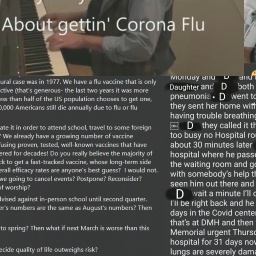 About gettin' Corona Flu
ural case was in 1977. We have a flu vaccine that is only
ctive (that's generous- the last two years it was more
ess than half of the US population chooses to get one,
0,000 Americans still die annually due to flu or flu
ate it in order to attend school, travel to some foreign
? We already have a growing number of vaccine
fusing proven, tested, well-known vaccines that have
ered for decades? Do you really believe the majority of
ck to get a fast-tracked vaccine, whose long-term side
erall efficacy rates are anyone's best guess? I would not.
we going to cancel events? Postpone? Reconsider?
of worship?
dvised against in-person school until second quarter.
er's numbers are the same as August's numbers? Then
to spring? Then what if next March is worse than this
ecide quality of life outweighs risk?
Monday and D and
Daughter and D both
pneumonia D went to
they sent her home with
having trouble breathing
D they called it th
too busy no Hospital roo
about 30 minutes later
hospital where he passe
the waiting room and go
with somebody's help th
seen him out there and
D wait a minute I'll c
I'll be right back and he
days in the Covid cente
that's at DMH and then
Memorial urgent Thursd
hospital for 31 days now
lungs are severely dama